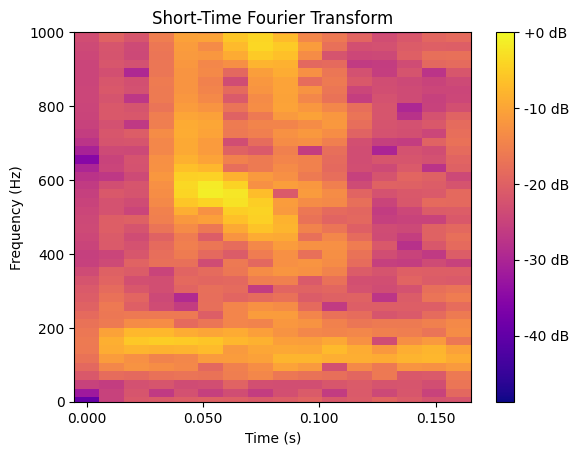 Short-Time Fourier Transform
1000
800
600
400
200
0
Frequency (Hz)
0.000
0.050
0.100
0.150
Time (s)
+0 dB
-10 dB
-20 dB
-30 dB
-40 dB